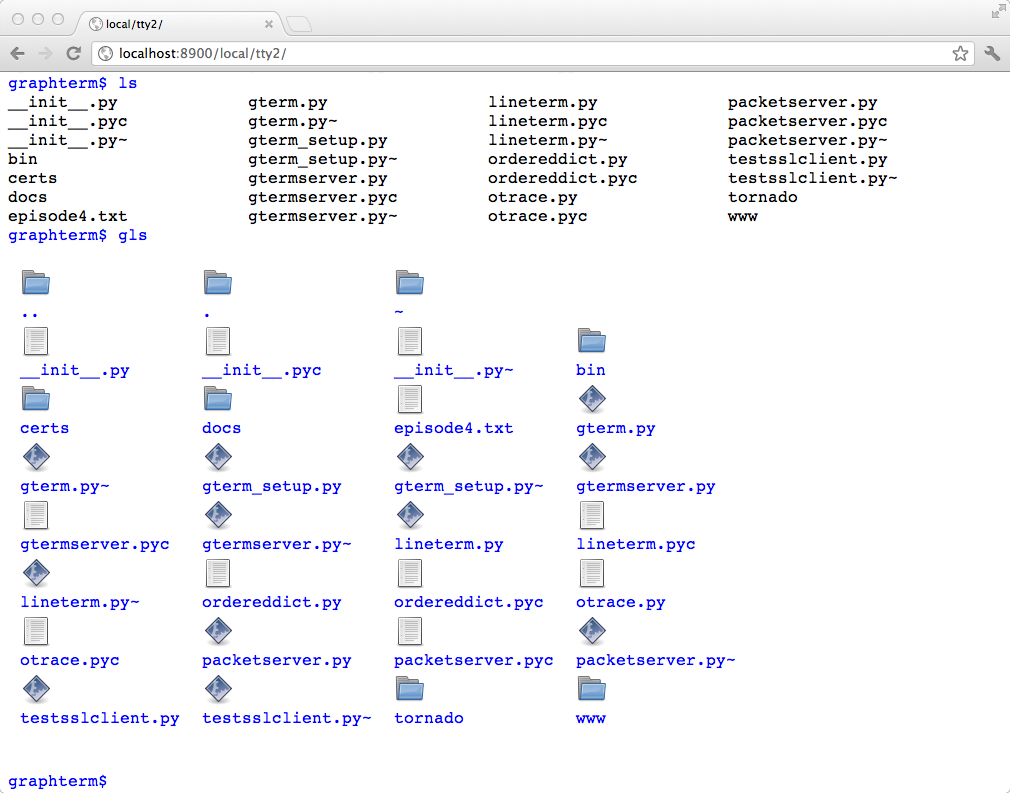 local/tty2/
localhost:8900/local/tty2/
graphterm$ ls
__init__.py gterm.py lineterm.py packetserver.py
__init__.pyc gterm.py~ lineterm.pyc packetserver.pyc
__init__.py~ gterm_setup.py lineterm.py~ packetserver.py~
bin gterm_setup.py~ ordereddict.py testsslclient.py
certs gtermserver.py ordereddict.pyc testsslclient.py~
docs gtermserver.pyc otrace.py tornado
episode4.txt gtermserver.py~ otrace.pyc www
graphterm$ gls
.. . ~
__init__.py __init__.pyc __init__.py~ bin
certs docs episode4.txt gterm.py
gterm.py~ gterm_setup.py gterm_setup.py~ gtermserver.py
gtermserver.pyc gtermserver.py~ lineterm.py lineterm.pyc
lineterm.py~ ordereddict.py ordereddict.pyc otrace.py
otrace.pyc packetserver.py packetserver.pyc packetserver.py~
testsslclient.py testsslclient.py~ tornado www
graphterm$